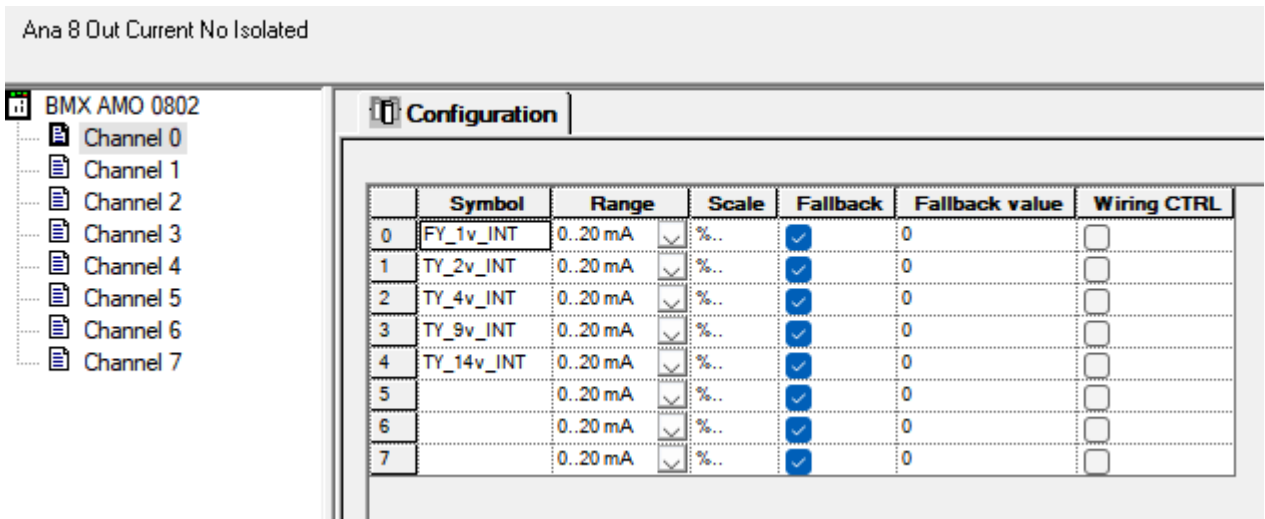 Ana 8 Out Current No Isolated
BMX AMO 0802
Channel 0
Channel 1
Channel 2
Channel 3
Channel 4
Channel 5
Channel 6
Channel 7
Configuration
Symbol Range Scale Fallback Fallback value Wiring CTRL
0 FY_1v_INT 0..20 mA %.. 0
1 TY_2v_INT 0..20 mA %.. 0
2 TY_4v_INT 0..20 mA %.. 0
3 TY_9v_INT 0..20 mA %.. 0
4 TY_14v_INT 0..20 mA %.. 0
5 0..20 mA %.. 0
6 0..20 mA %.. 0
7 0..20 mA %.. 0